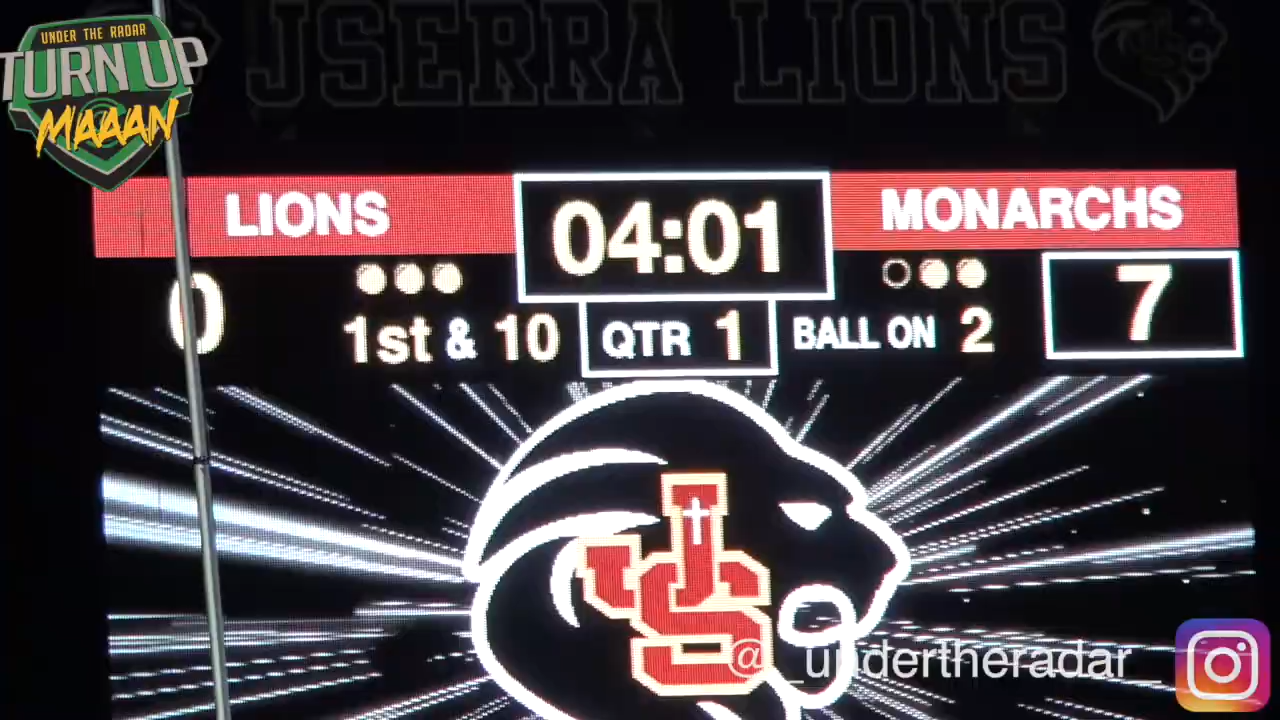 UNDER THE RADAR
TURN UP
MAAAN
JSERRA LIONS
LIONS
04:01
MONARCHS
0
1st & 10
QTR 1
BALL ON 2
7
JS
@_undertheradar_